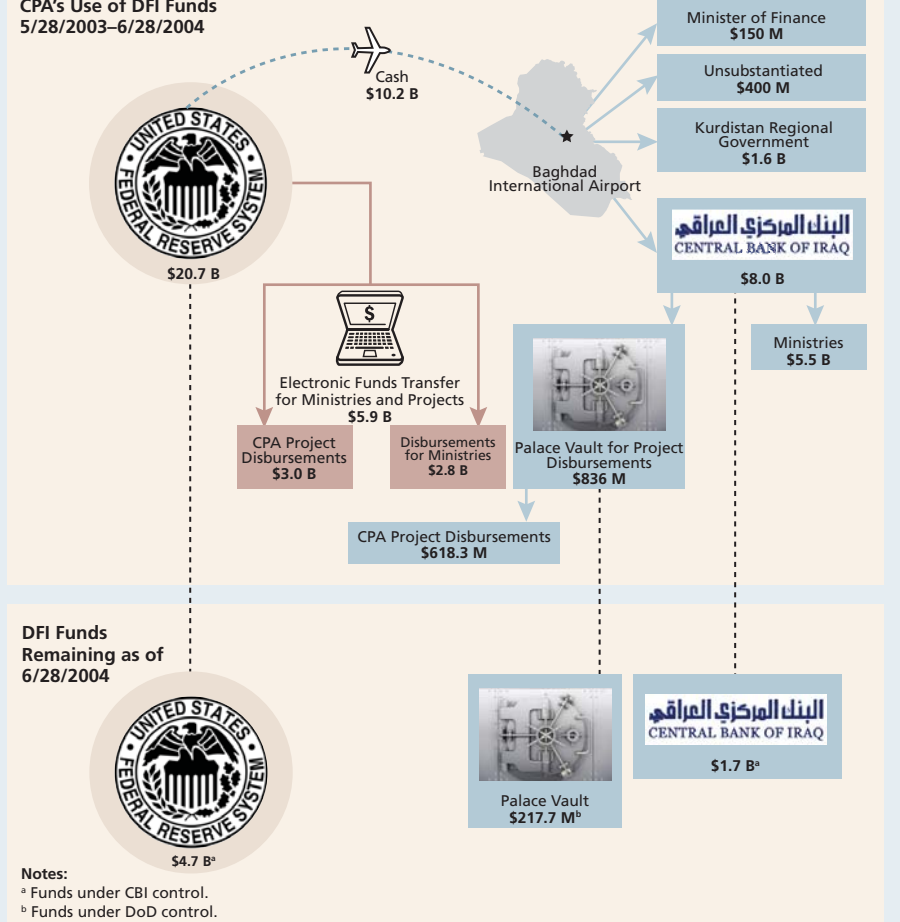 CPA's Use of DFI Funds
5/28/2003–6/28/2004
Cash
$10.2 B
Minister of Finance
$150 M
Unsubstantiated
$400 M
Kurdistan Regional
Government
$1.6 B
Baghdad
International Airport
UNITED STATES
FEDERAL RESERVE SYSTEM
$20.7 B
البنك المركزي العراقي
CENTRAL BANK OF IRAQ
$8.0 B
Ministries
$5.5 B
$
Electronic Funds Transfer
for Ministries and Projects
$5.9 B
CPA Project
Disbursements
$3.0 B
Disbursements
for Ministries
$2.8 B
Palace Vault for Project
Disbursements
$836 M
CPA Project Disbursements
$618.3 M
DFI Funds
Remaining as of
6/28/2004
UNITED STATES
FEDERAL RESERVE SYSTEM
$4.7 Bᵃ
Palace Vault
$217.7 Mᵇ
البنك المركزي العراقي
CENTRAL BANK OF IRAQ
$1.7 Bᵃ
Notes:
ᵃ Funds under CBI control.
ᵇ Funds under DoD control.